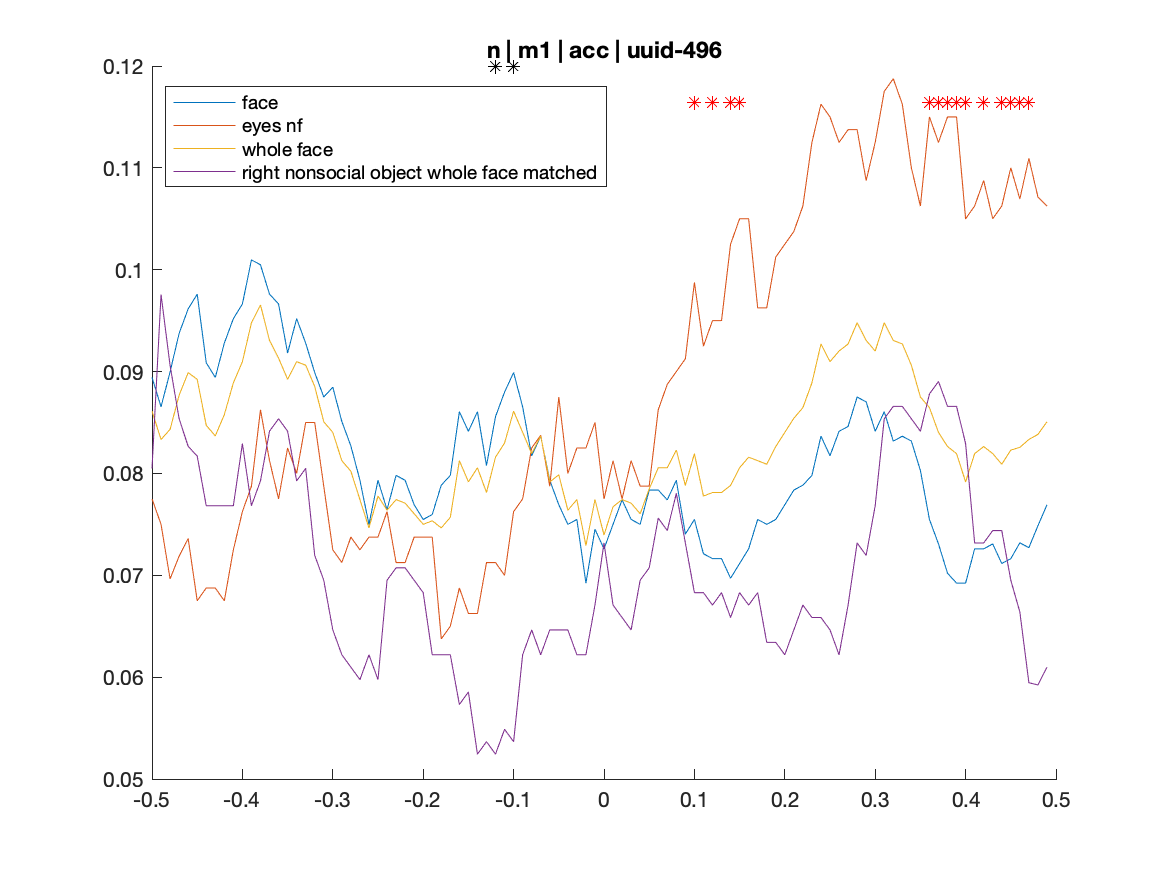 n | m1 | acc | uuid-496
0.12
face
eyes nf
whole face
right nonsocial object whole face matched
0.11
0.1
0.09
0.08
0.07
0.06
0.05
-0.5 -0.4 -0.3 -0.2 -0.1 0 0.1 0.2 0.3 0.4 0.5